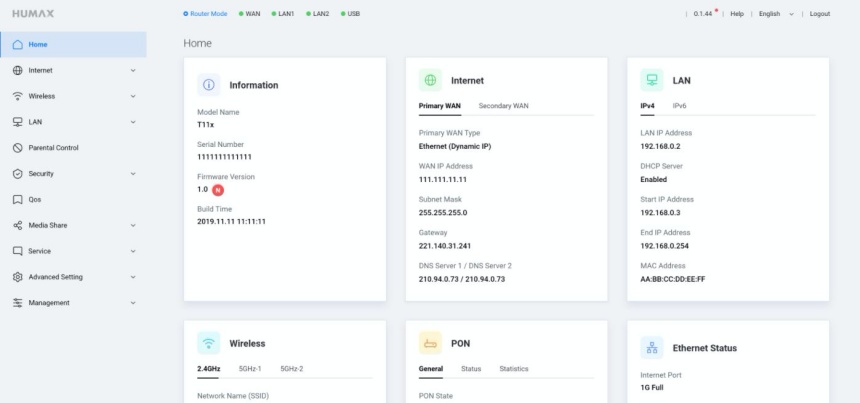 HUMAX
Router Mode WAN LAN1 LAN2 USB
0.1.44 Help English Logout
Home
Internet
Wireless
LAN
Parental Control
Security
Qos
Media Share
Service
Advanced Setting
Management
Home
Information
Model Name
T11x
Serial Number
1111111111111
Firmware Version
1.0 N
Build Time
2019.11.11 11:11:11
Internet
Primary WAN Secondary WAN
Primary WAN Type
Ethernet (Dynamic IP)
WAN IP Address
111.111.11.11
Subnet Mask
255.255.255.0
Gateway
221.140.31.241
DNS Server 1 / DNS Server 2
210.94.0.73 / 210.94.0.73
LAN
IPv4 IPv6
LAN IP Address
192.168.0.2
DHCP Server
Enabled
Start IP Address
192.168.0.3
End IP Address
192.168.0.254
MAC Address
AA:BB:CC:DD:EE:FF
Wireless
2.4GHz 5GHz-1 5GHz-2
Network Name (SSID)
PON
General Status Statistics
PON State
Ethernet Status
Internet Port
1G Full